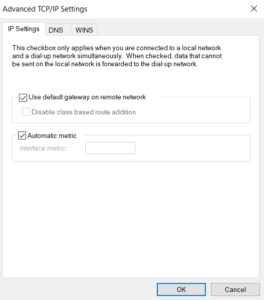 Advanced TCP/IP Settings
IP Settings DNS WINS
This checkbox only applies when you are connected to a local network
and a dial-up network simultaneously. When checked, data that cannot
be sent on the local network is forwarded to the dial-up network.
Use default gateway on remote network
Disable class based route addition
Automatic metric
Interface metric:
OK Cancel